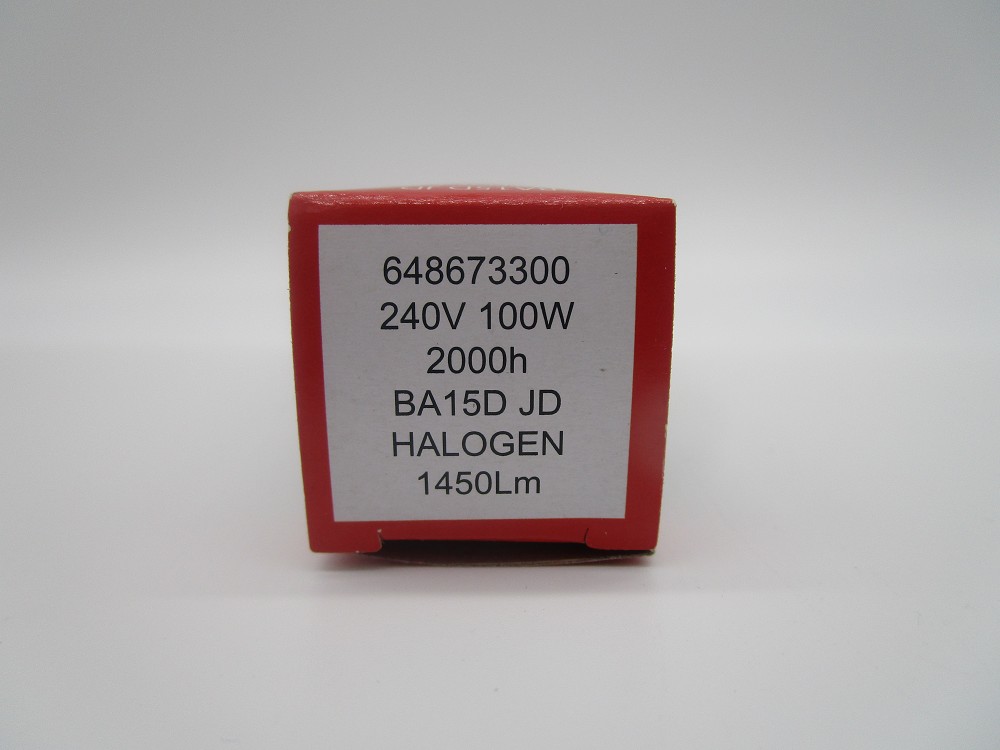 648673300
240V 100W
2000h
BA15D JD
HALOGEN
1450Lm